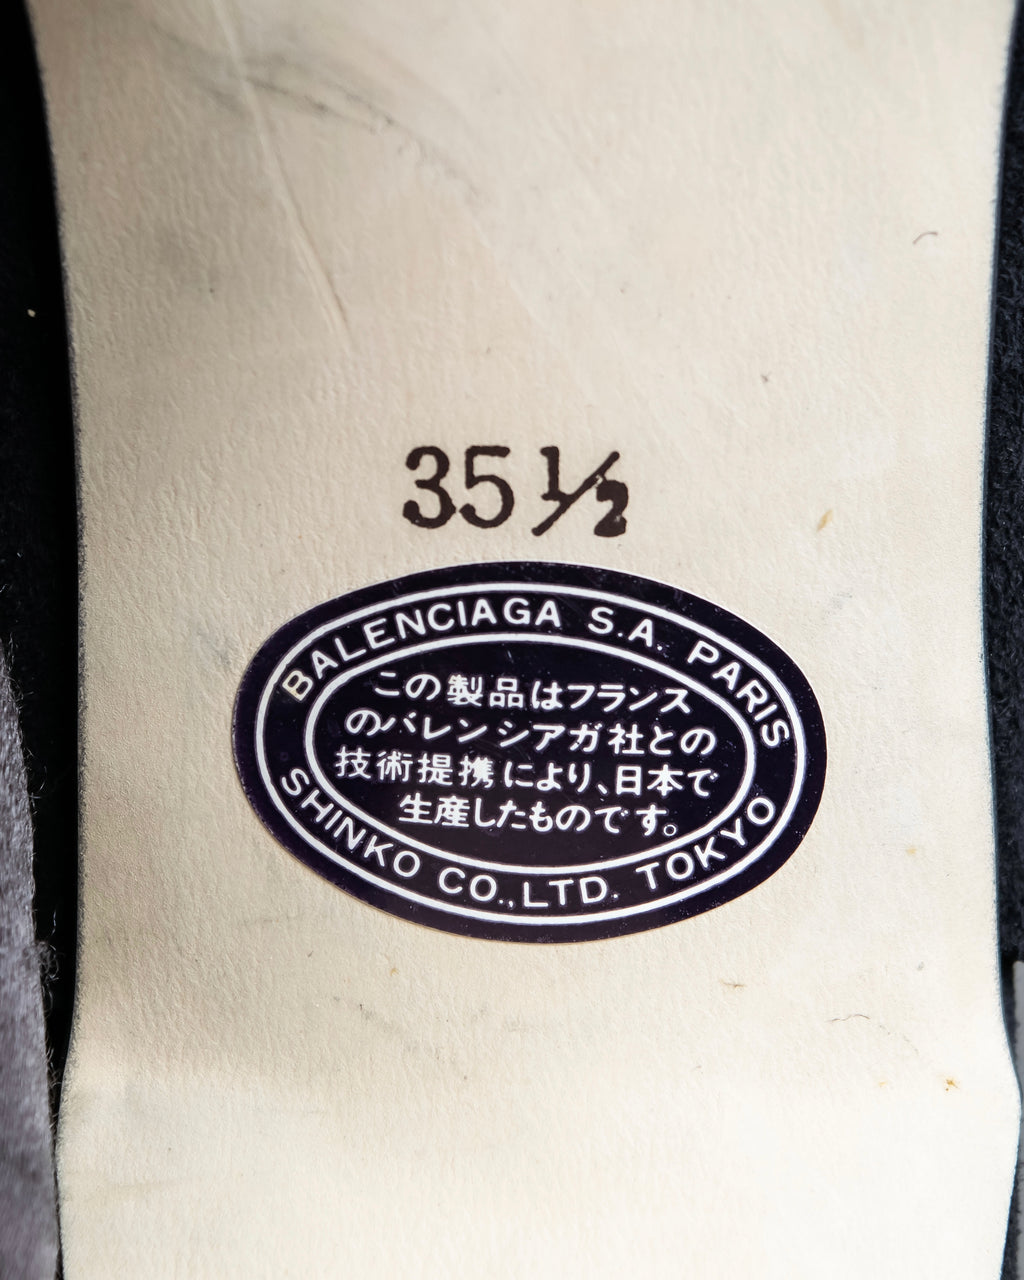 35 1/2
BALENCIAGA S.A. PARIS
この製品はフランス
のバレンシアガ社との
技術提携により、日本で
生産したものです。
SHINKO CO.,LTD. TOKYO